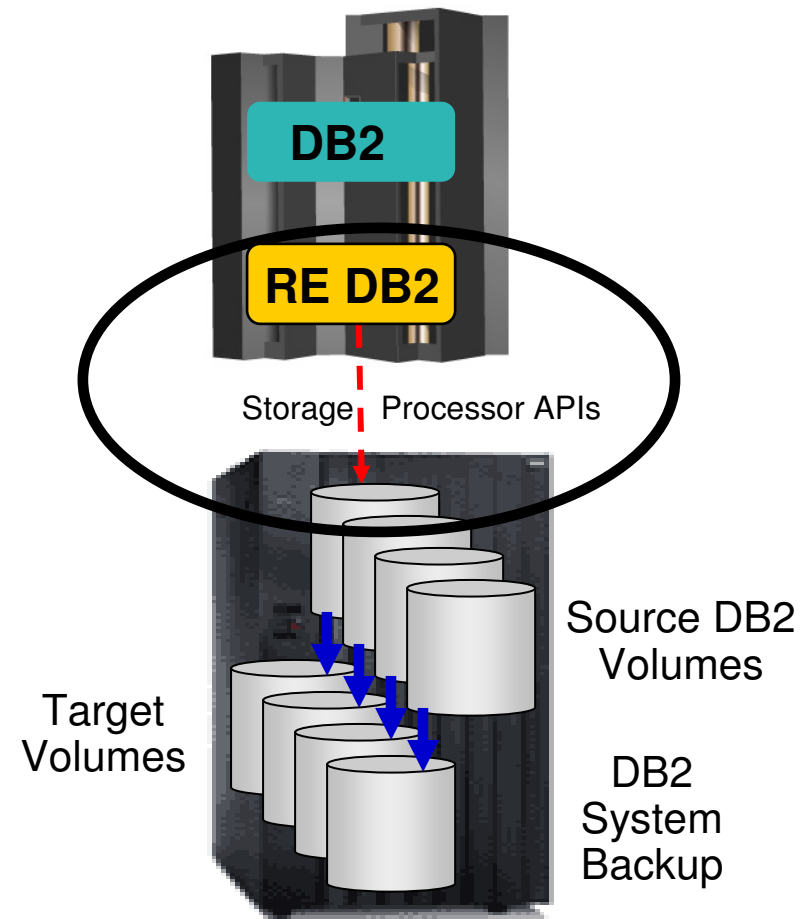 DB2
RE DB2
Storage Processor APIs
Source DB2
Volumes
Target
Volumes
DB2
System
Backup